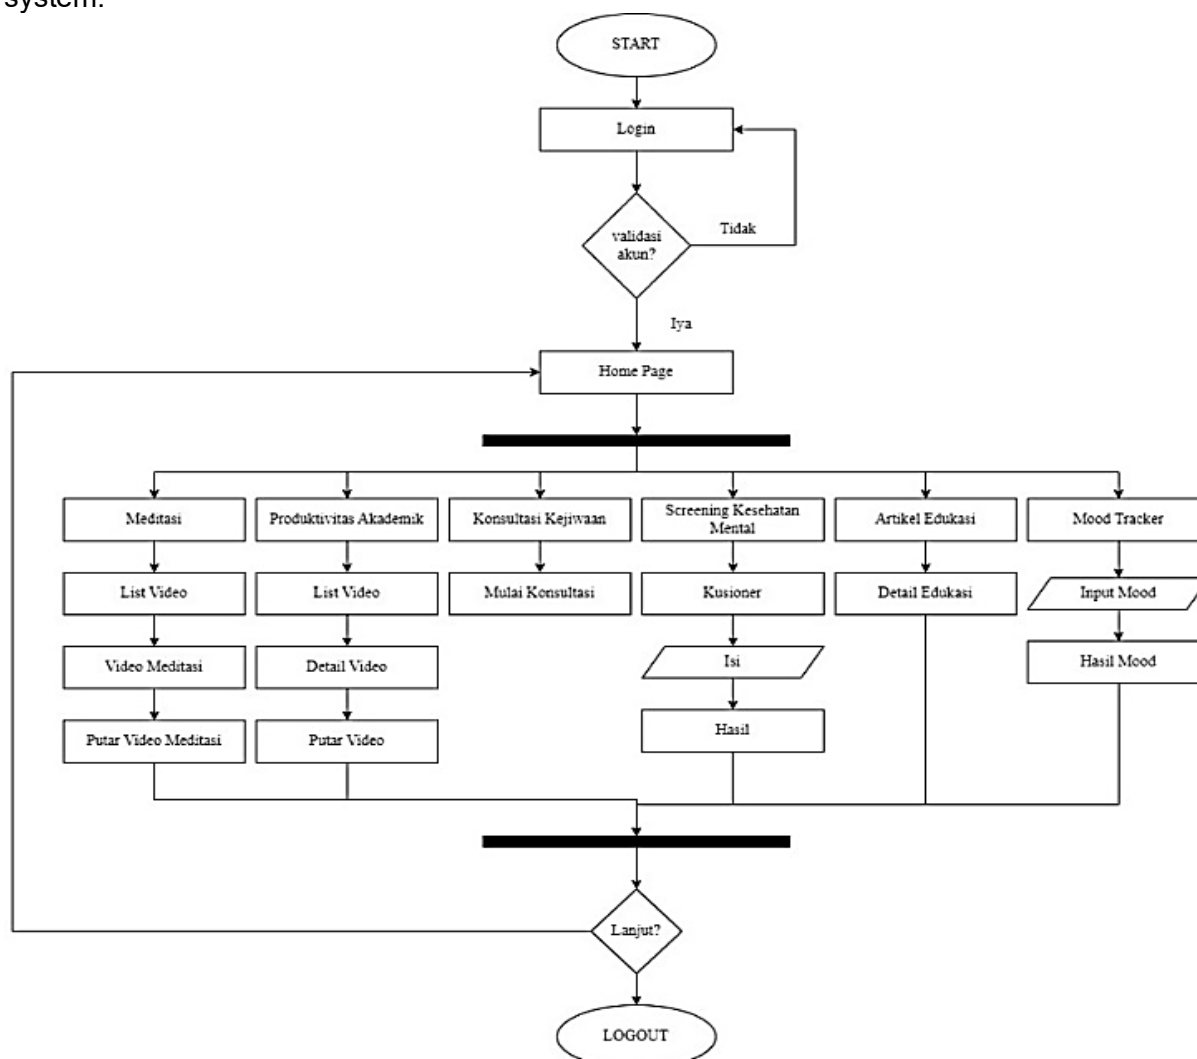 system.
START
Login
validasi
akun?
Tidak
Iya
Home Page
Meditasi
Produktivitas Akademik
Konsultasi Kejiwaan
Screening Kesehatan
Mental
Artikel Edukasi
Mood Tracker
List Video
List Video
Mulai Konsultasi
Kusioner
Detail Edukasi
Input Mood
Video Meditasi
Detail Video
Isi
Hasil Mood
Putar Video Meditasi
Putar Video
Hasil
Lanjut?
LOGOUT